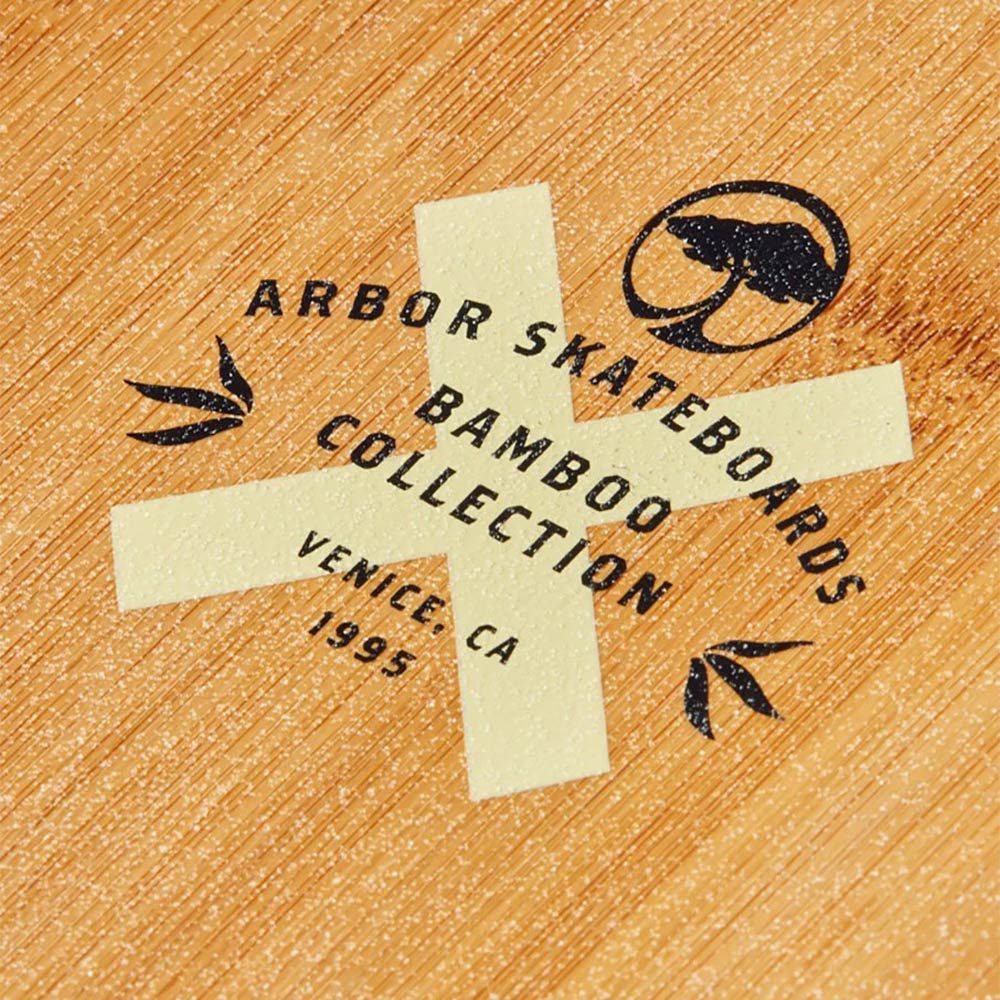 ARBOR SKATEBOARDS
BAMBOO
COLLECTION
VENICE, CA
1995